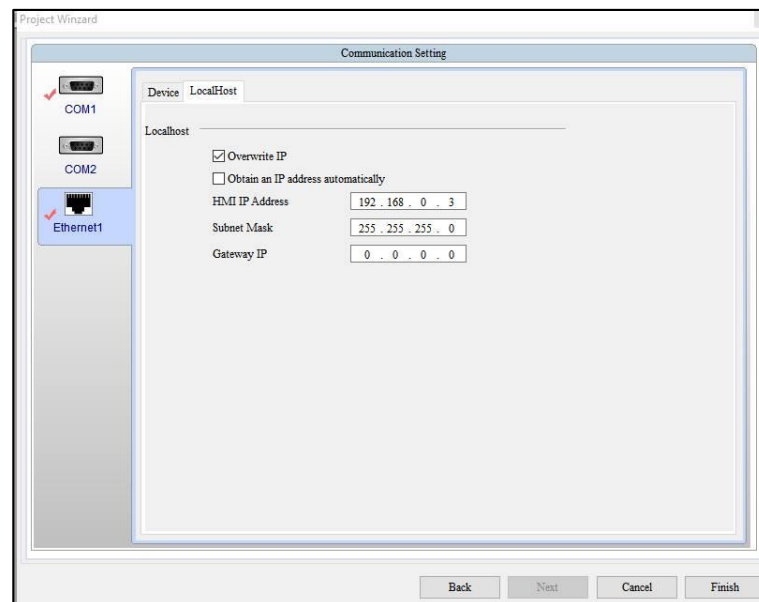 Project Winzard
Communication Setting
COM1
COM2
Ethernet1
Device LocalHost
Localhost
Overwrite IP
Obtain an IP address automatically
HMI IP Address 192 . 168 . 0 . 3
Subnet Mask 255 . 255 . 255 . 0
Gateway IP 0 . 0 . 0 . 0
Back Next Cancel Finish